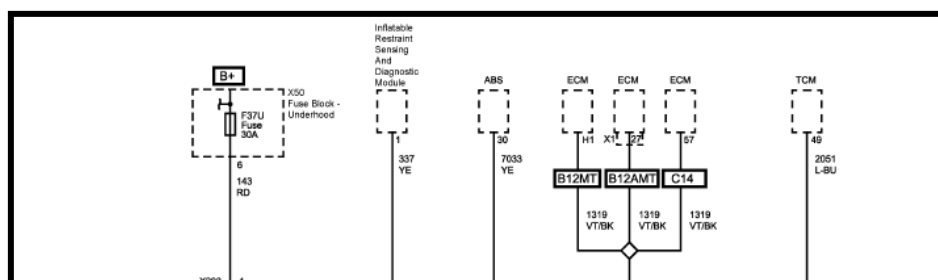 Inflatable
Restraint
Sensing
And
Diagnostic
Module
ABS
ECM
ECM
ECM
TCM
B+
X50
Fuse Block -
Underhood
F37U
Fuse
30A
1
30
H1
X1
27
57
49
6
337
YE
7033
YE
2051
L-BU
143
RD
B12MT
B12AMT
C14
1319
VT/BK
1319
VT/BK
1319
VT/BK